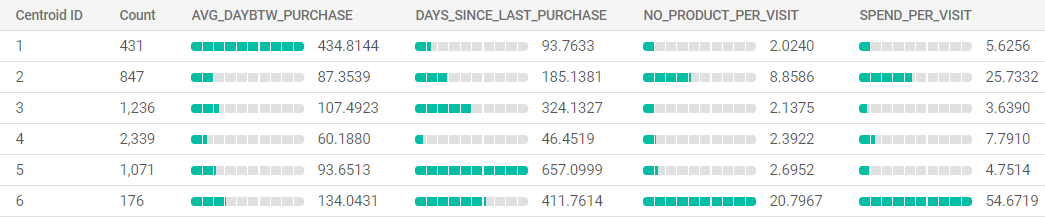 Centroid ID Count AVG_DAYBTW_PURCHASE DAYS_SINCE_LAST_PURCHASE NO_PRODUCT_PER_VISIT SPEND_PER_VISIT
1 431 434.8144 93.7633 2.0240 5.6256
2 847 87.3539 185.1381 8.8586 25.7332
3 1,236 107.4923 324.1327 2.1375 3.6390
4 2,339 60.1880 46.4519 2.3922 7.7910
5 1,071 93.6513 657.0999 2.6952 4.7514
6 176 134.0431 411.7614 20.7967 54.6719